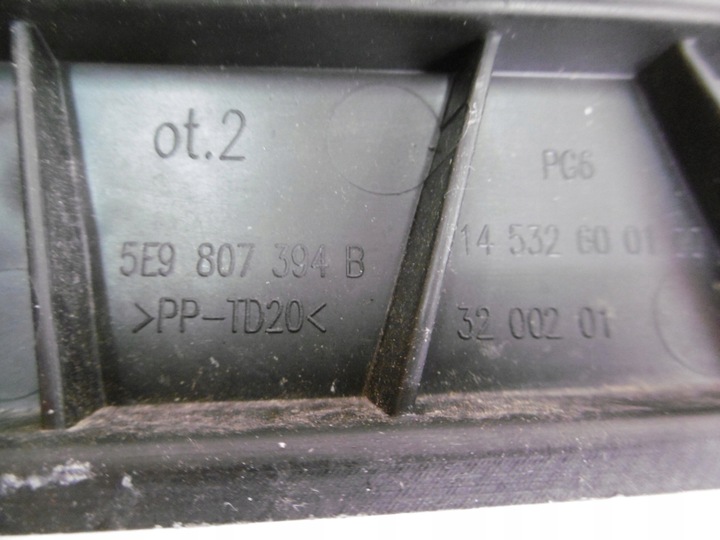 ot.2
5E9 807 394 B
>PP-TD20<
PG6
14 532 60 01
32 002 01